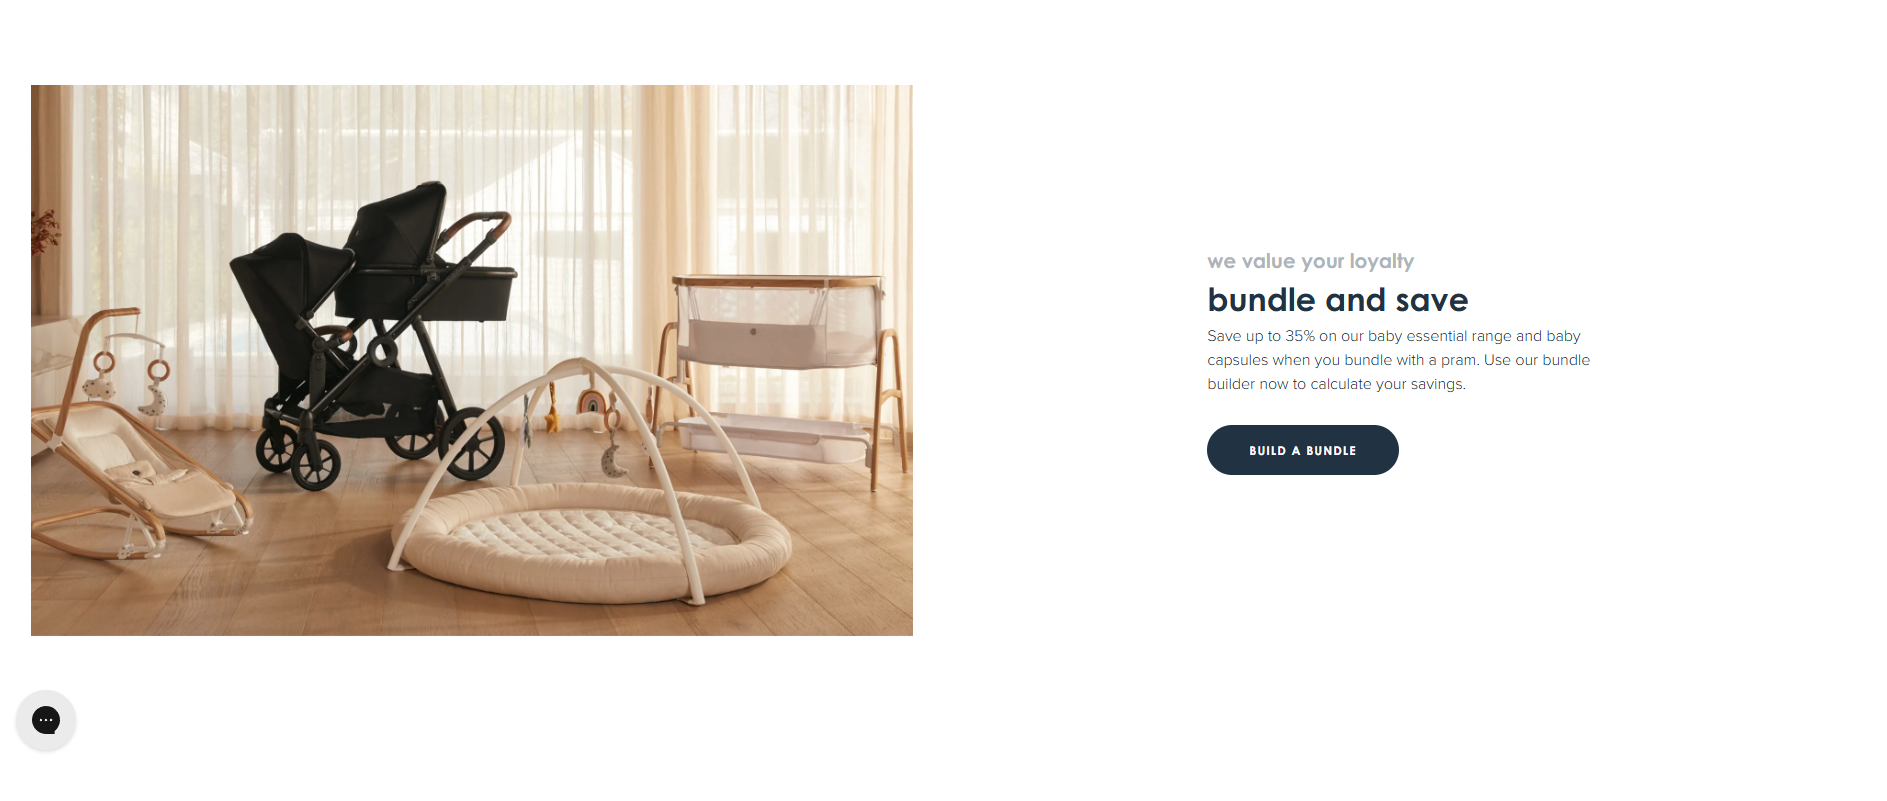 we value your loyalty
bundle and save
Save up to 35% on our baby essential range and baby
capsules when you bundle with a pram. Use our bundle
builder now to calculate your savings.
BUILD A BUNDLE